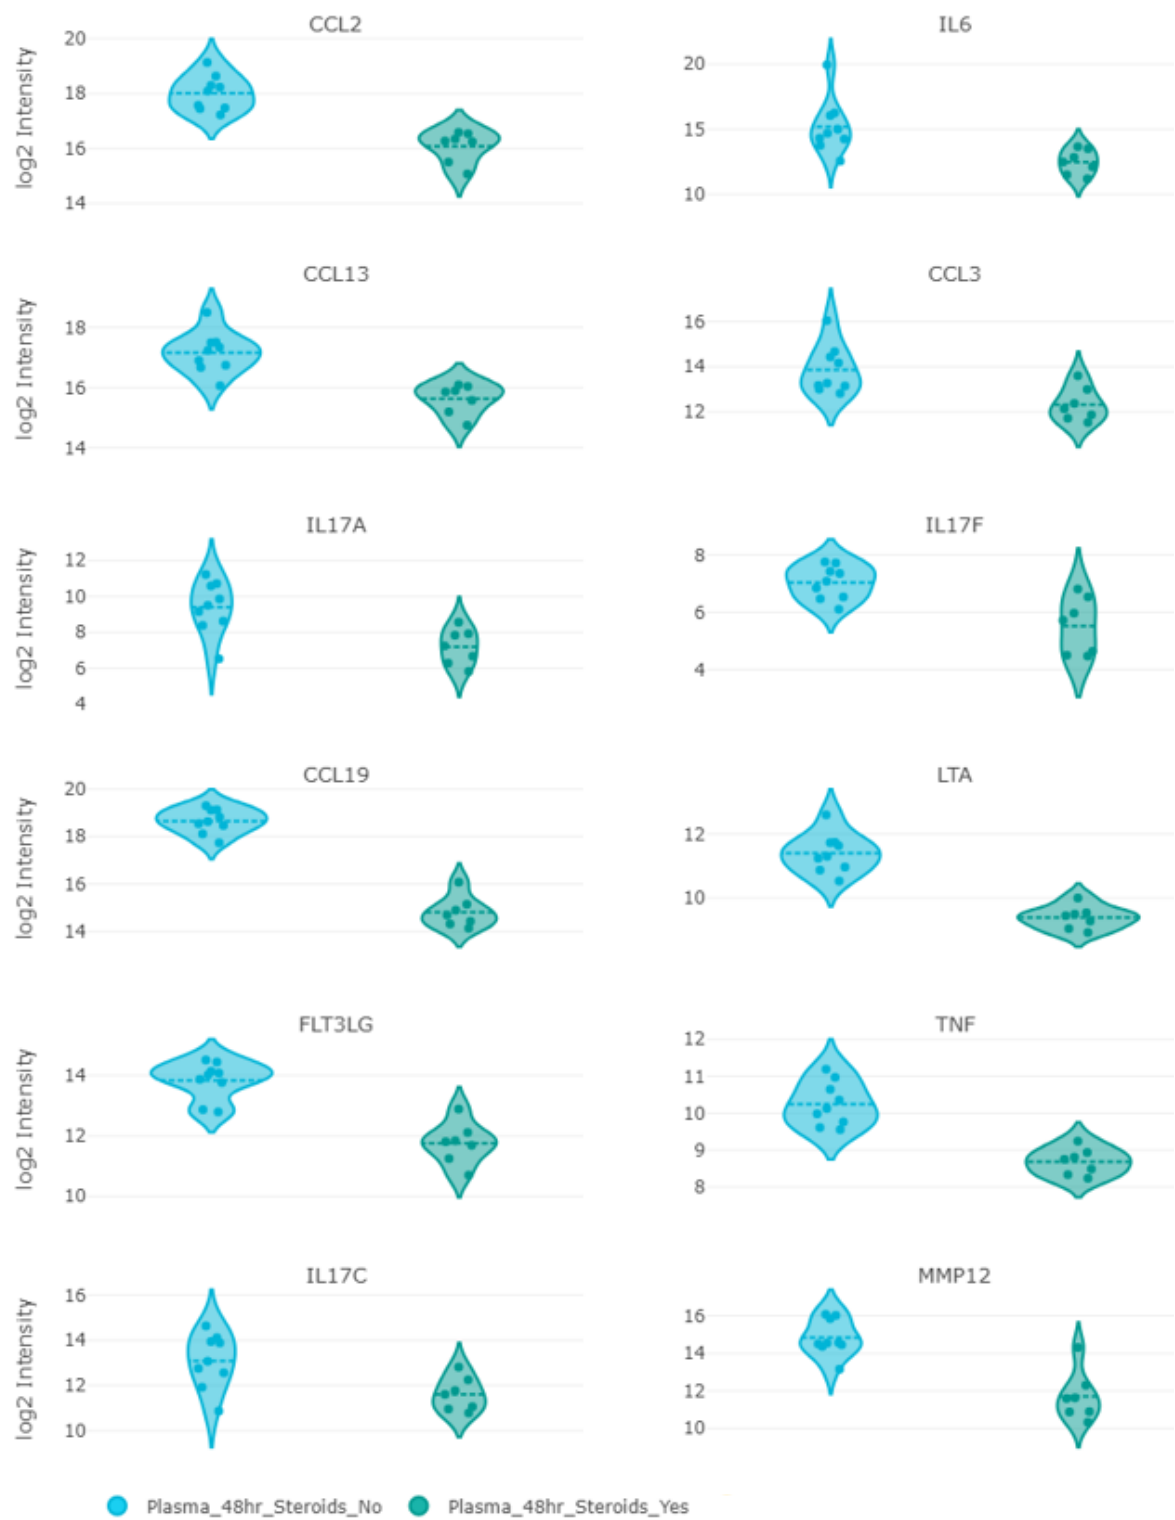 CCL2
IL6
log2 Intensity
20
18
16
14
20
15
10
CCL13
CCL3
log2 Intensity
18
16
14
16
14
12
IL17A
IL17F
log2 Intensity
12
10
8
6
4
8
6
4
CCL19
LTA
log2 Intensity
20
18
16
14
12
10
FLT3LG
TNF
log2 Intensity
14
12
10
12
11
10
9
8
IL17C
MMP12
log2 Intensity
16
14
12
10
16
14
12
10
Plasma_48hr_Steroids_No Plasma_48hr_Steroids_Yes